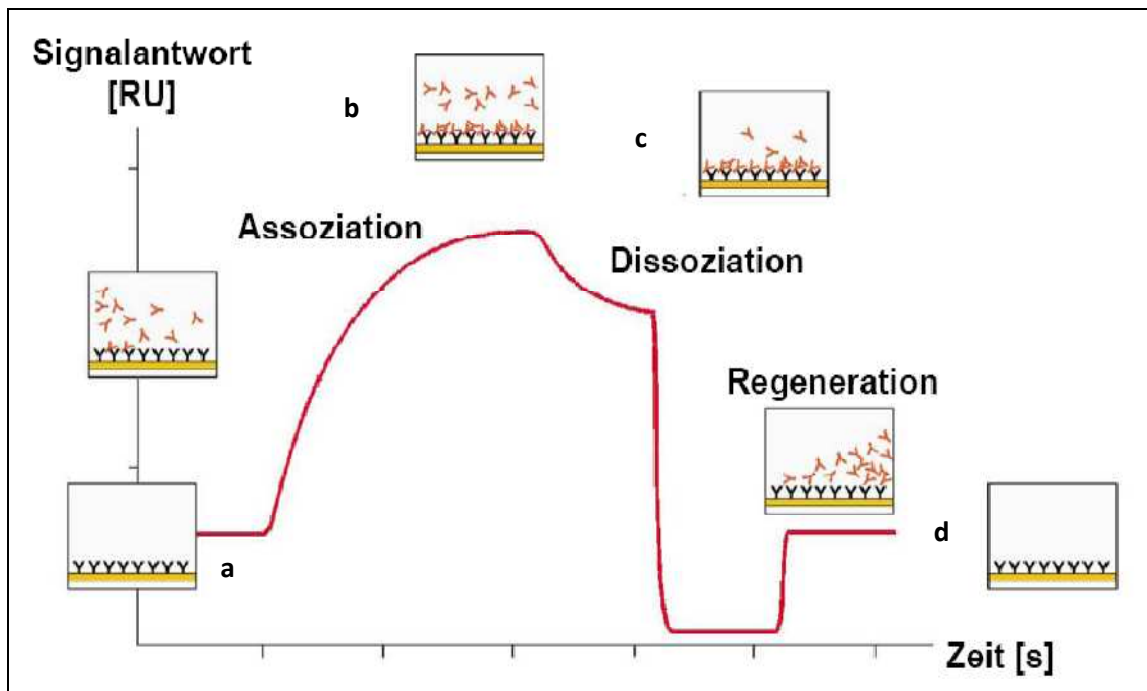 Signalantwort
[RU]
b
c
Assoziation
Dissoziation
Regeneration
a
d
Zeit [s]